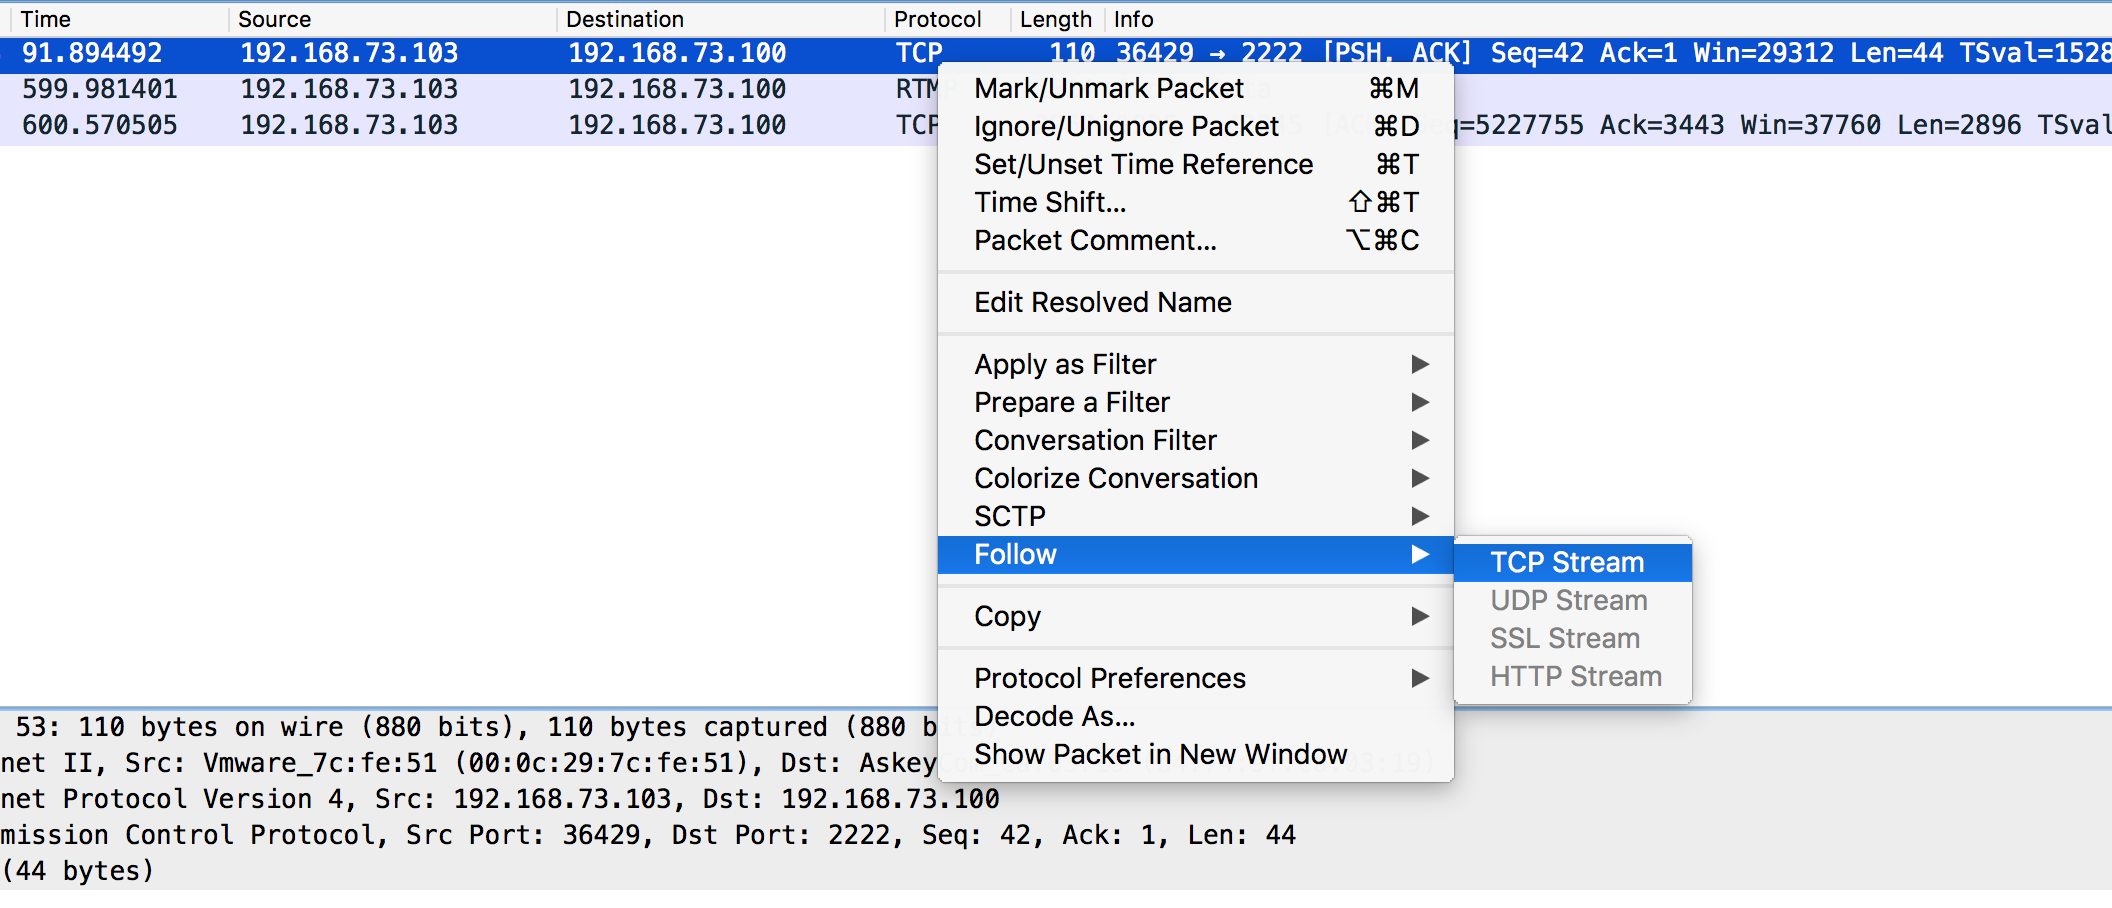 Time Source Destination Protocol Length Info
91.894492 192.168.73.103 192.168.73.100 TCP 110 36429 → 2222 [PSH, ACK] Seq=42 Ack=1 Win=29312 Len=44 TSval=1528
599.981401 192.168.73.103 192.168.73.100 RTMP
600.570505 192.168.73.103 192.168.73.100 TCP =5227755 Ack=3443 Win=37760 Len=2896 TSval
Mark/Unmark Packet ⌘M
Ignore/Unignore Packet ⌘D
Set/Unset Time Reference ⌘T
Time Shift... ⇧⌘T
Packet Comment... ⌥⌘C
Edit Resolved Name
Apply as Filter ▶
Prepare a Filter ▶
Conversation Filter ▶
Colorize Conversation ▶
SCTP ▶
Follow ▶
TCP Stream
UDP Stream
SSL Stream
HTTP Stream
Copy ▶
Protocol Preferences ▶
Decode As...
Show Packet in New Window
53: 110 bytes on wire (880 bits), 110 bytes captured (880 bits)
net II, Src: Vmware_7c:fe:51 (00:0c:29:7c:fe:51), Dst: Askey
net Protocol Version 4, Src: 192.168.73.103, Dst: 192.168.73.100
mission Control Protocol, Src Port: 36429, Dst Port: 2222, Seq: 42, Ack: 1, Len: 44
(44 bytes)